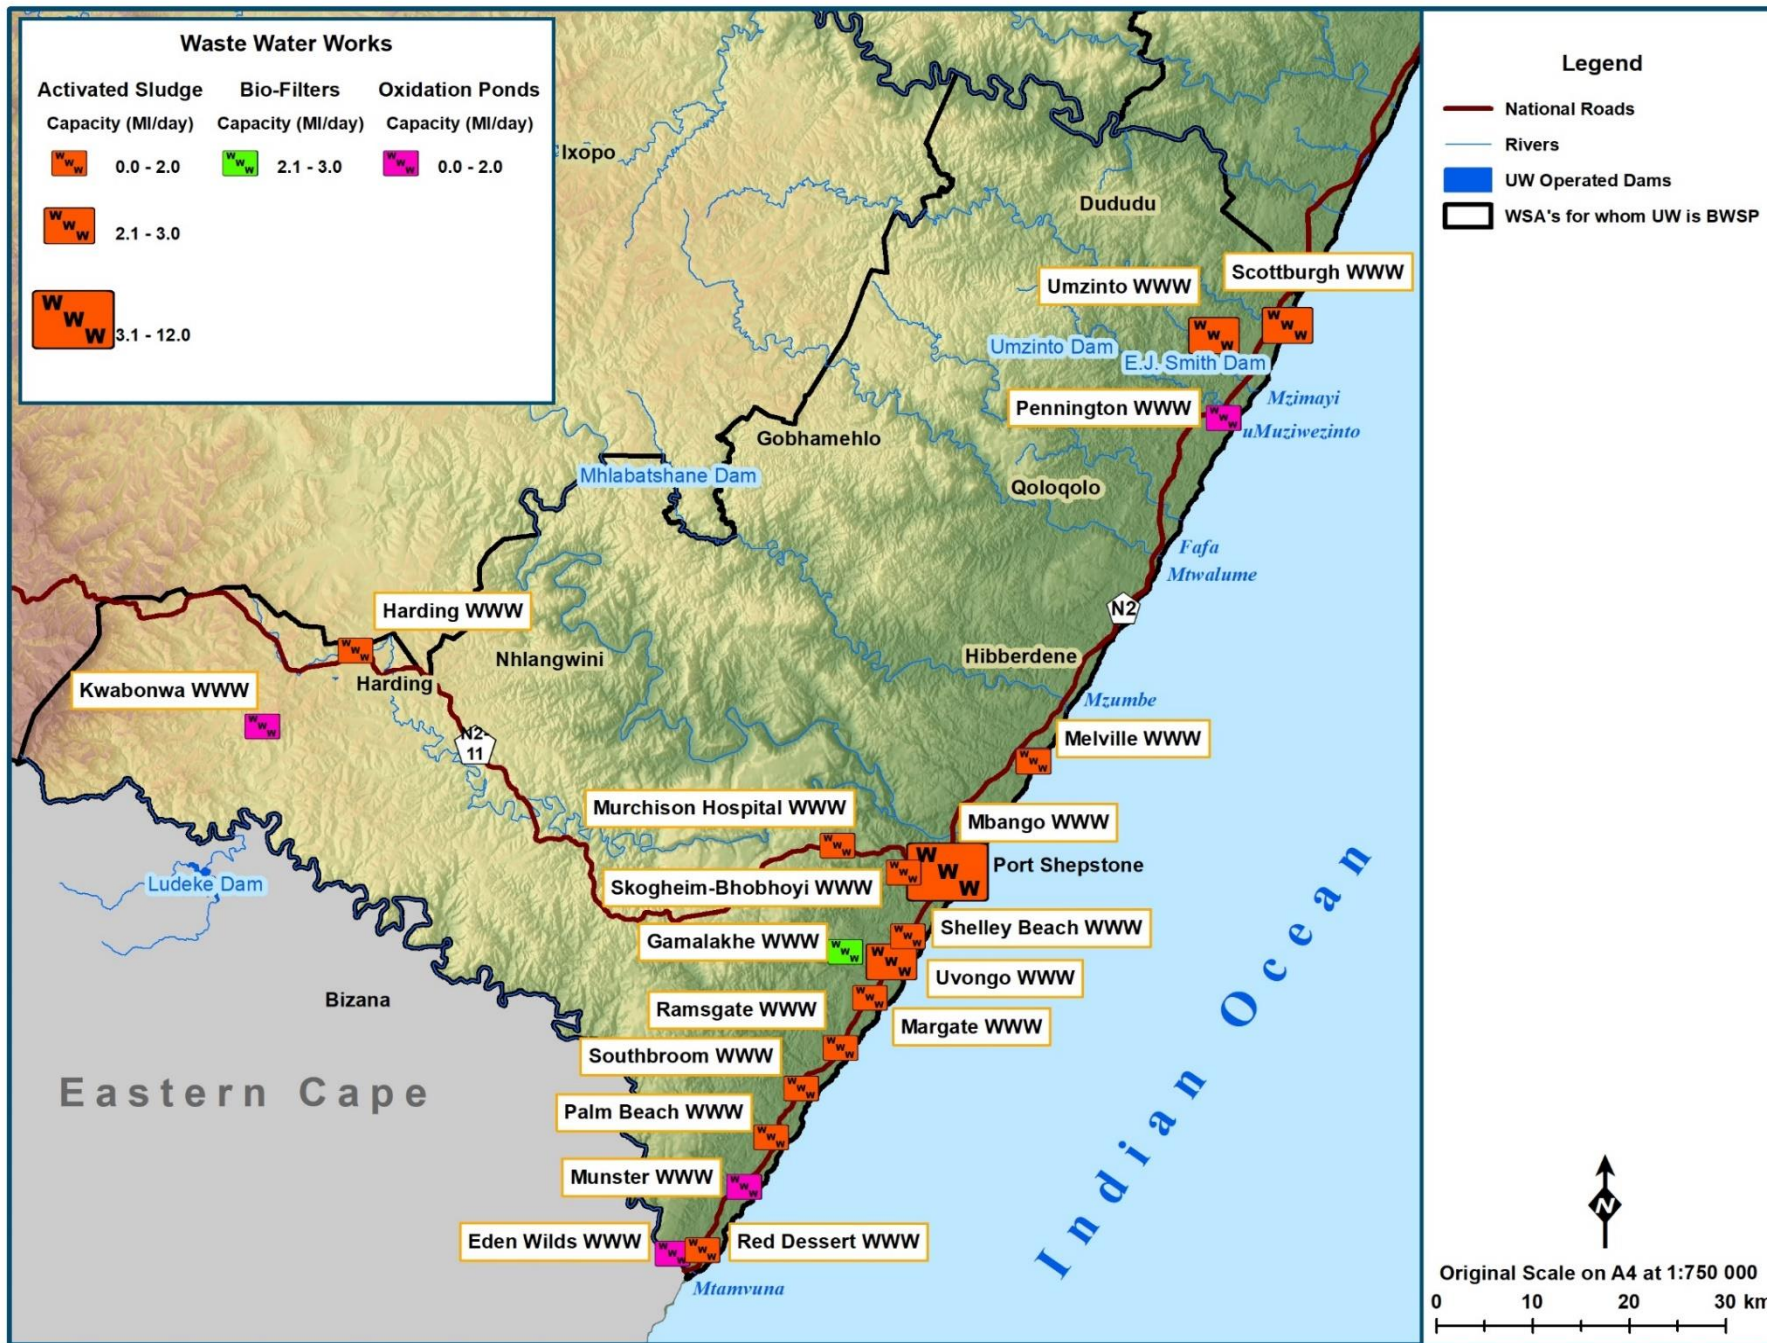 Waste Water Works
Activated Sludge Bio-Filters Oxidation Ponds
Capacity (Ml/day) Capacity (Ml/day) Capacity (Ml/day)
W W W 0.0 - 2.0 W W W 2.1 - 3.0 W W W 0.0 - 2.0
W W W 2.1 - 3.0
W W W 3.1 - 12.0
Legend
National Roads
Rivers
UW Operated Dams
WSA's for whom UW is BWSP
Ixopo
Dududu
Scottburgh WWW
Umzinto WWW
W W W
W W W
Umzinto Dam
E.J. Smith Dam
Mzimayi
Pennington WWW
W W W
uMuziwezinto
Gobhamehlo
Mhlabatshane Dam
Qoloqolo
Fafa
Mtwalume
N2
Harding WWW
W W W
Nhlangwini
Hibberdene
Harding
Kwabonwa WWW
W W W
Mzumbe
N2-
11
Melville WWW
W W W
Murchison Hospital WWW
W W W
Mbango WWW
W W W
Port Shepstone
Skogheim-Bhobhoyi WWW
W W W
Ludeke Dam
Shelley Beach WWW
W W W
Gamalakhe WWW
W W W
Uvongo WWW
W W W
Bizana
Ramsgate WWW
W W W
Margate WWW
W W W
Southbroom WWW
W W W
Eastern Cape
Palm Beach WWW
W W W
Munster WWW
W W W
Eden Wilds WWW
W W W
Red Dessert WWW
W W W
Mtamvuna
Indian Ocean
N
Original Scale on A4 at 1:750 000
0 10 20 30 km